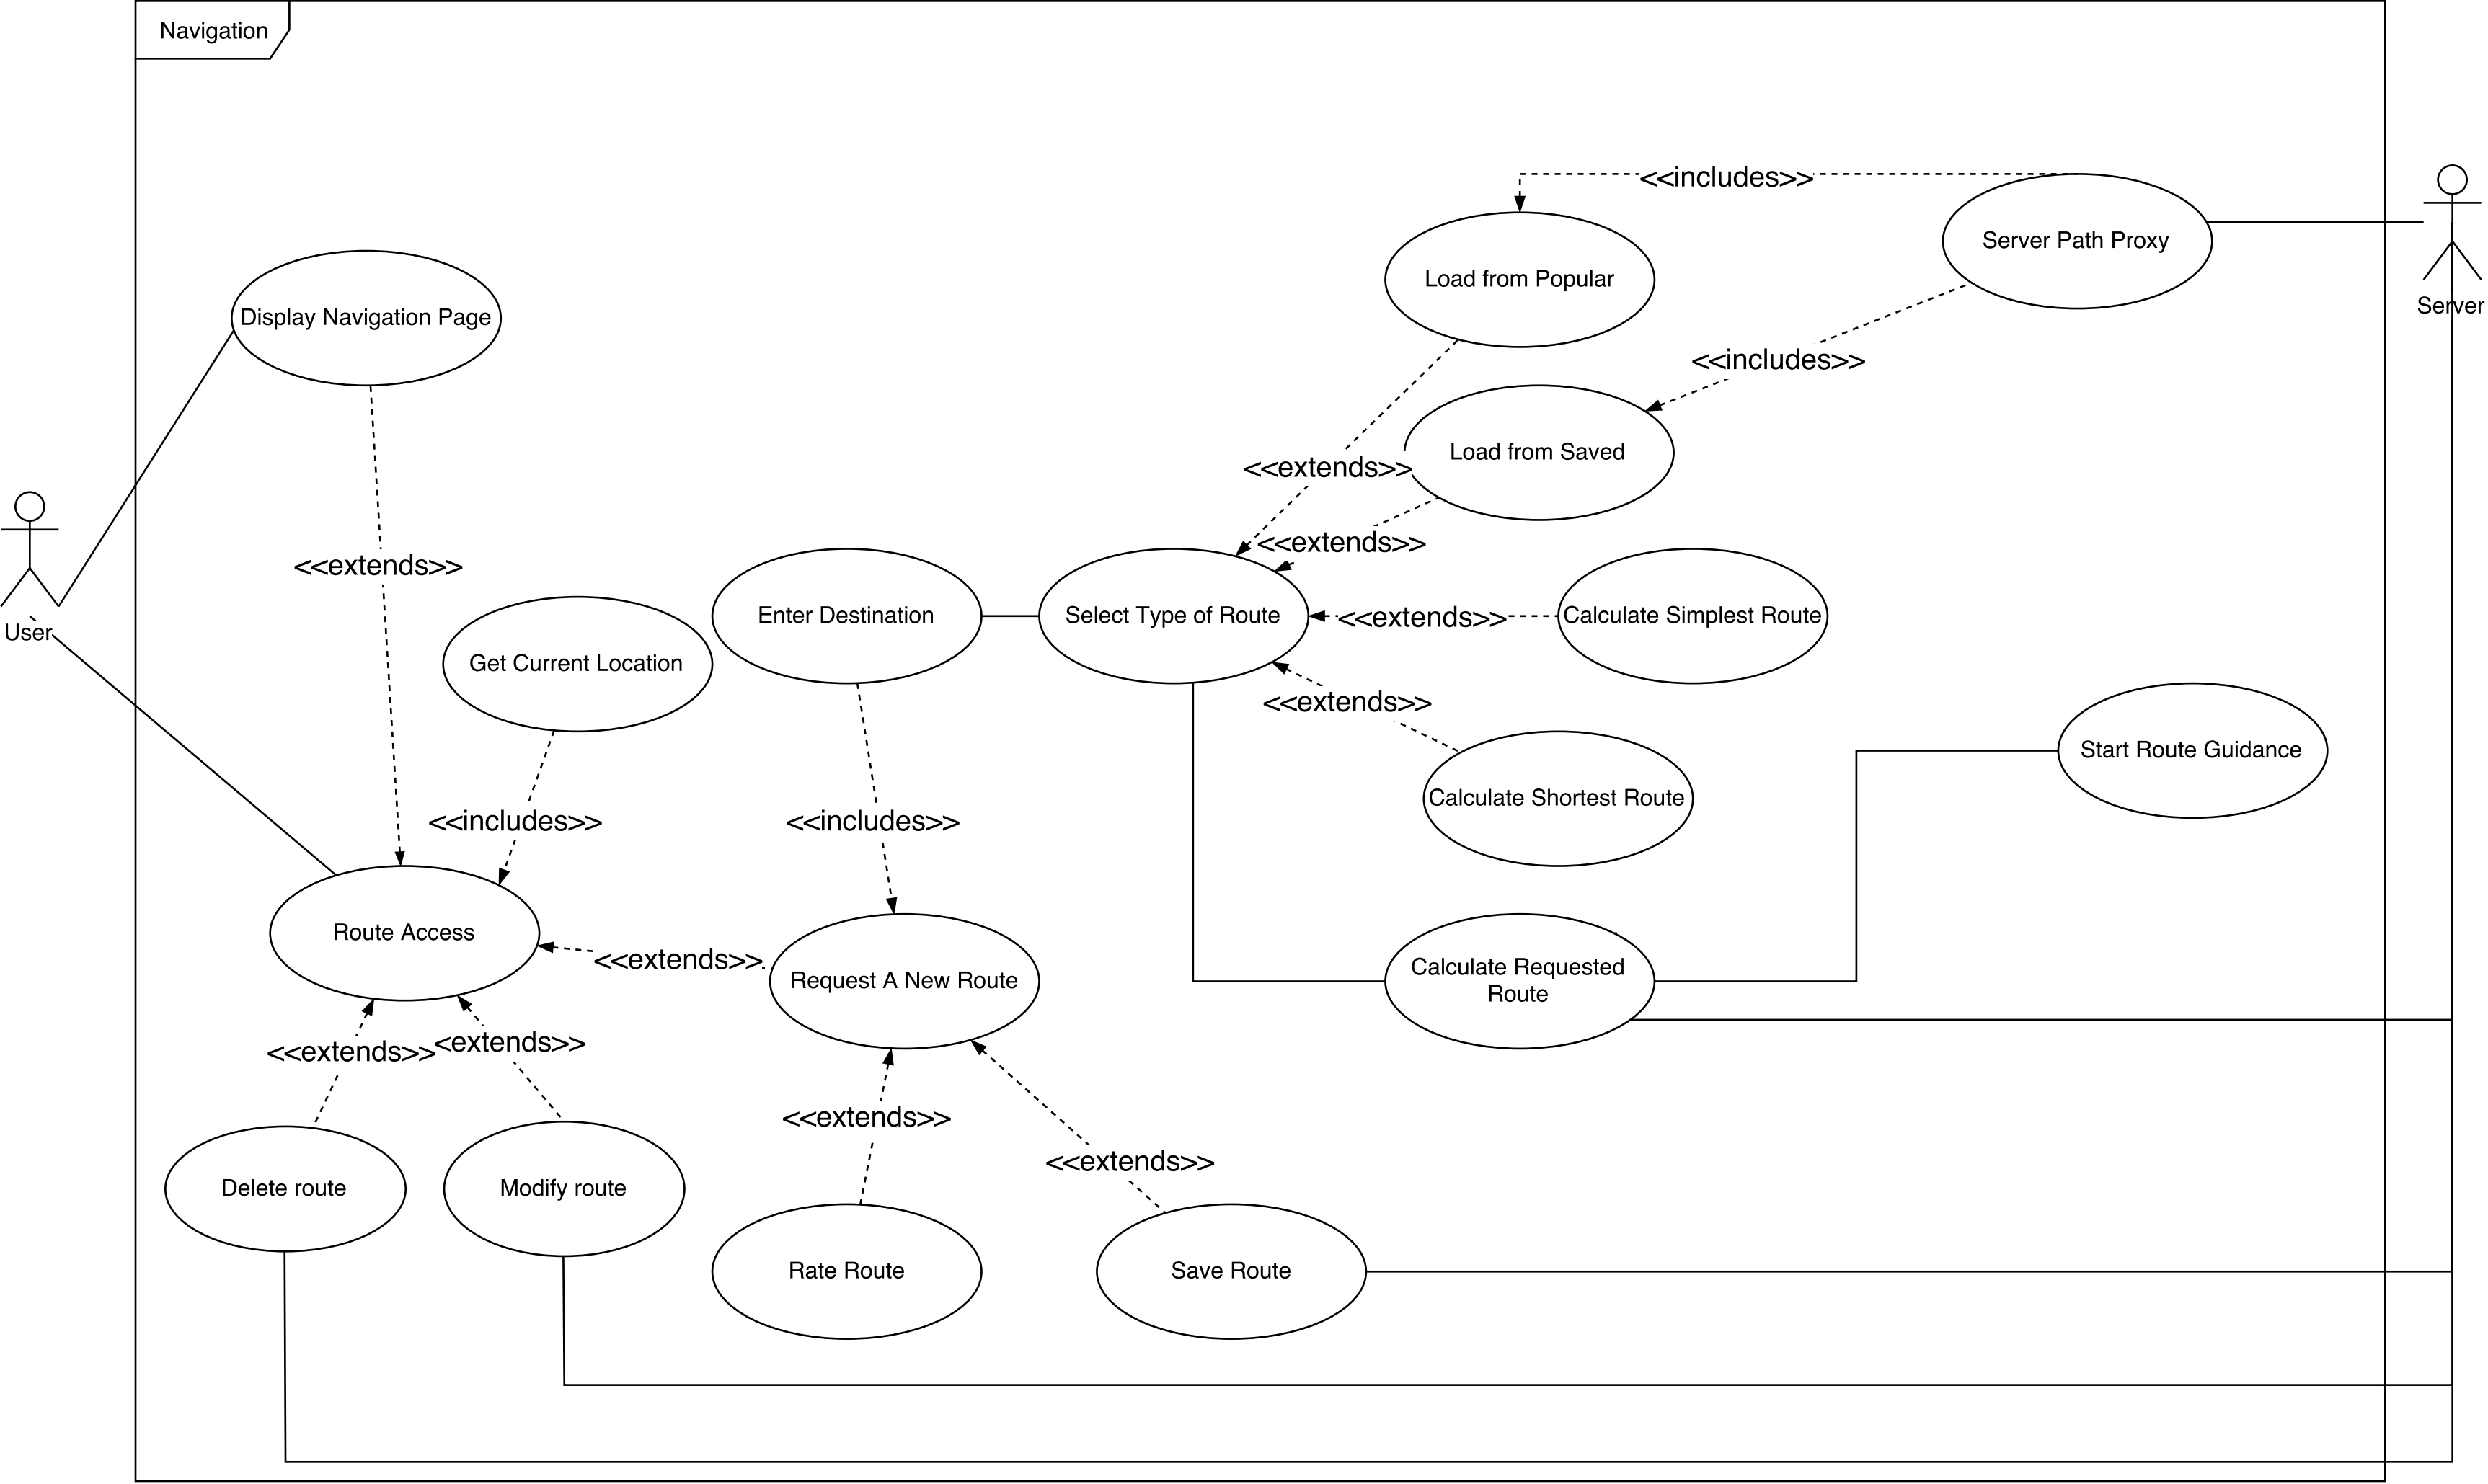 Navigation
<<includes>>
Server Path Proxy
Load from Popular
Server
Display Navigation Page
<<includes>>
Load from Saved
<<extends>>
<<extends>>
<<extends>>
Enter Destination
Select Type of Route
<<extends>>
Calculate Simplest Route
User
Get Current Location
<<extends>>
Start Route Guidance
Calculate Shortest Route
<<includes>>
<<includes>>
Route Access
<<extends>>
Request A New Route
Calculate Requested
Route
<<extends>>
<extends>>
<<extends>>
<<extends>>
Delete route
Modify route
Rate Route
Save Route